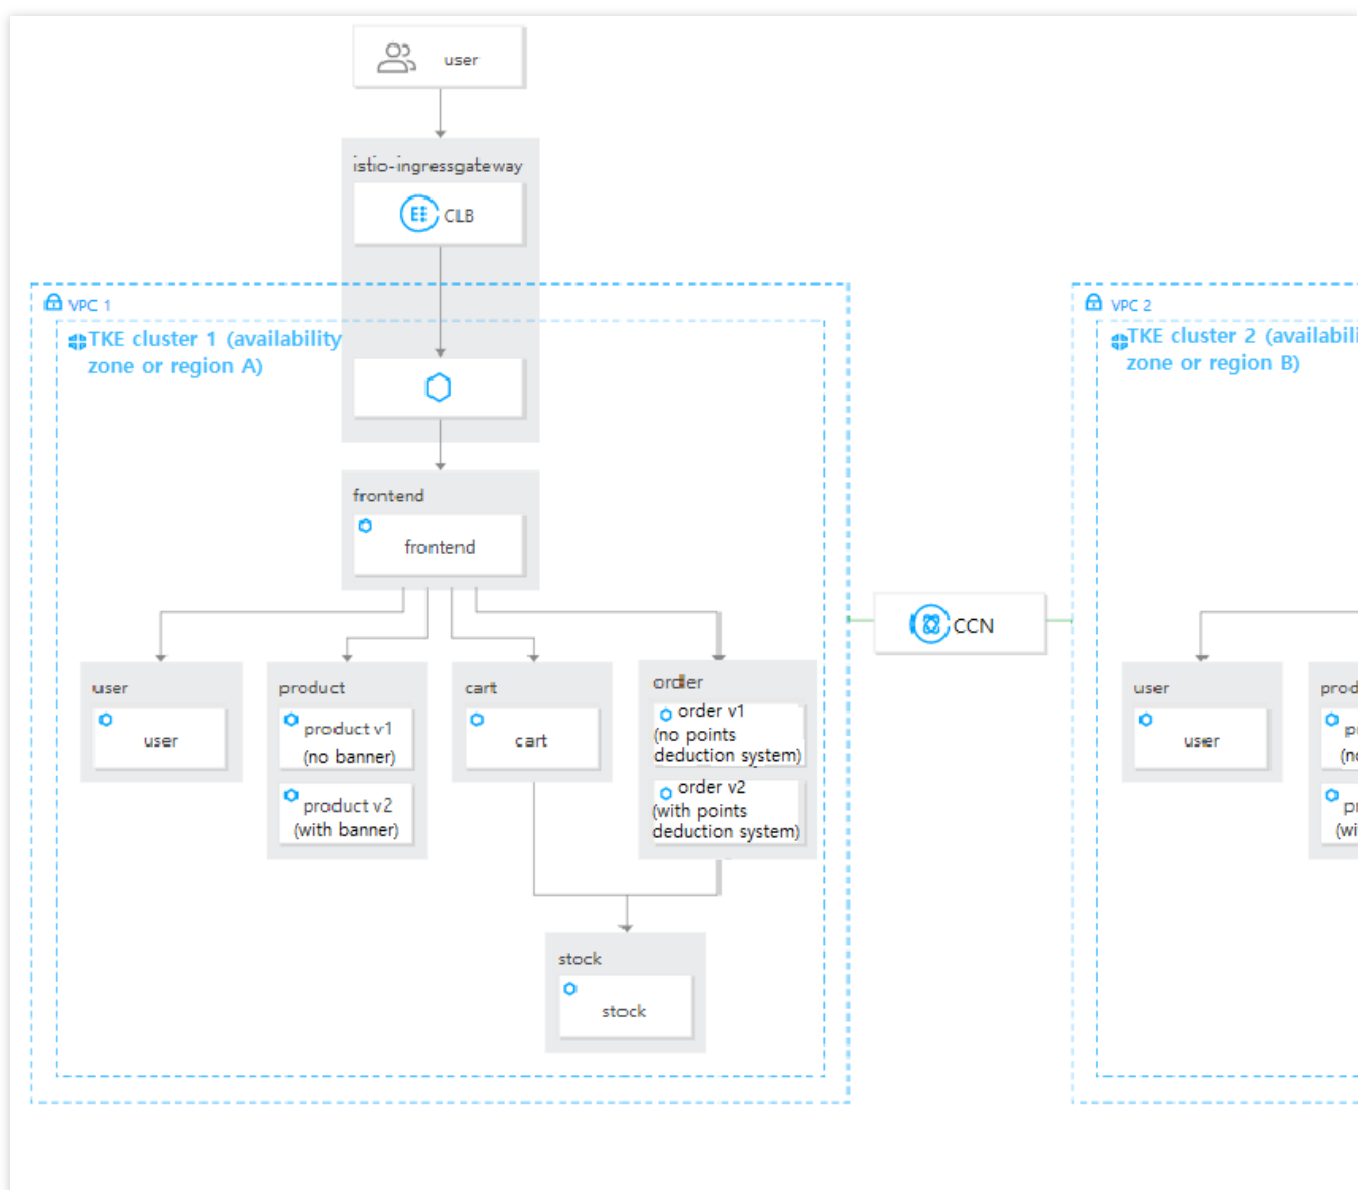 user
istio-ingressgateway
CLB
VPC 1
TKE cluster 1 (availability
zone or region A)
frontend
frontend
user
user
product
product v1
(no banner)
product v2
(with banner)
cart
cart
order
order v1
(no points
deduction system)
order v2
(with points
deduction system)
stock
stock
CCN
VPC 2
TKE cluster 2 (availabili
zone or region B)
user
user
prod